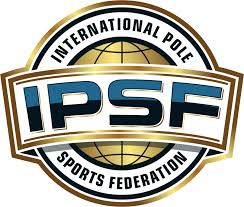 INTERNATIONAL POLE
IPSF
SPORTS FEDERATION